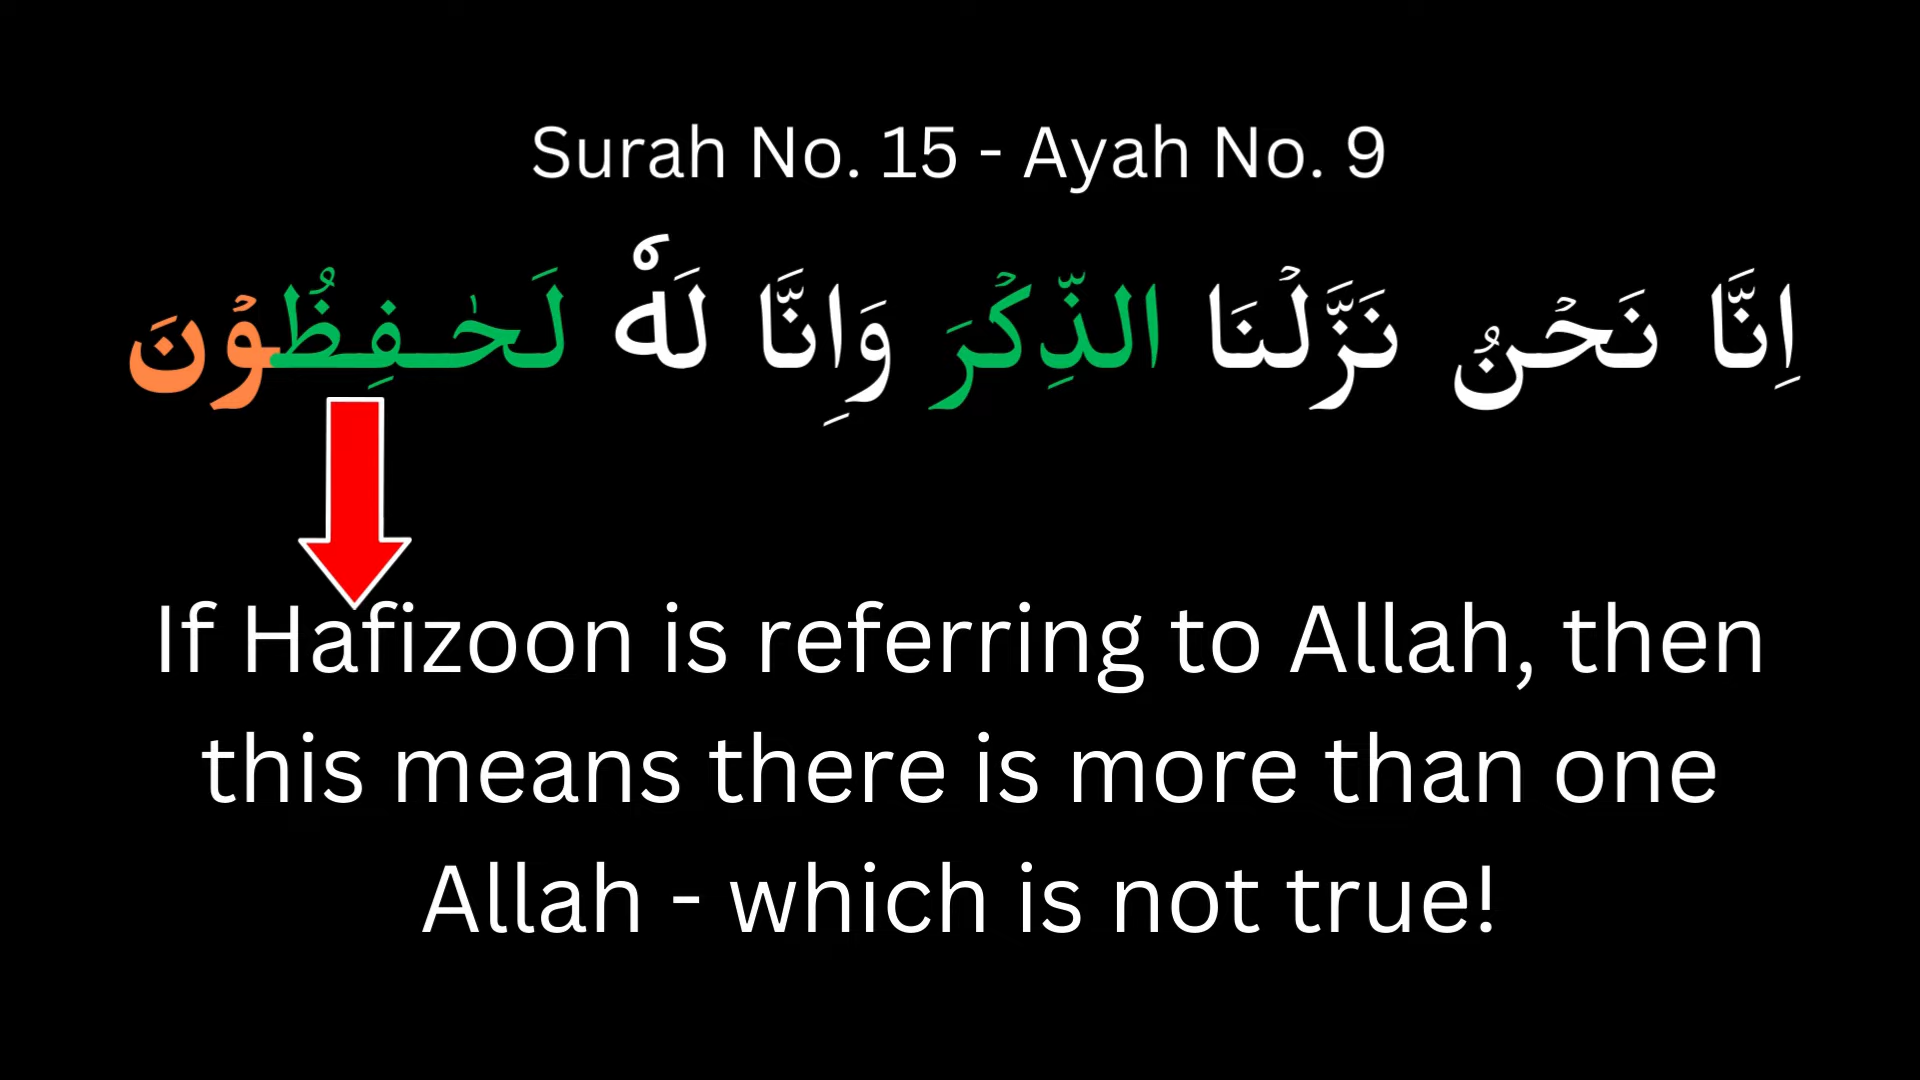 Surah No. 15 - Ayah No. 9
اِنَّا نَحۡنُ نَزَّلۡنَا الذِّكۡرَ وَاِنَّا لَهٗ لَحٰـفِظُوۡنَ
If Hafizoon is referring to Allah, then
this means there is more than one
Allah - which is not true!